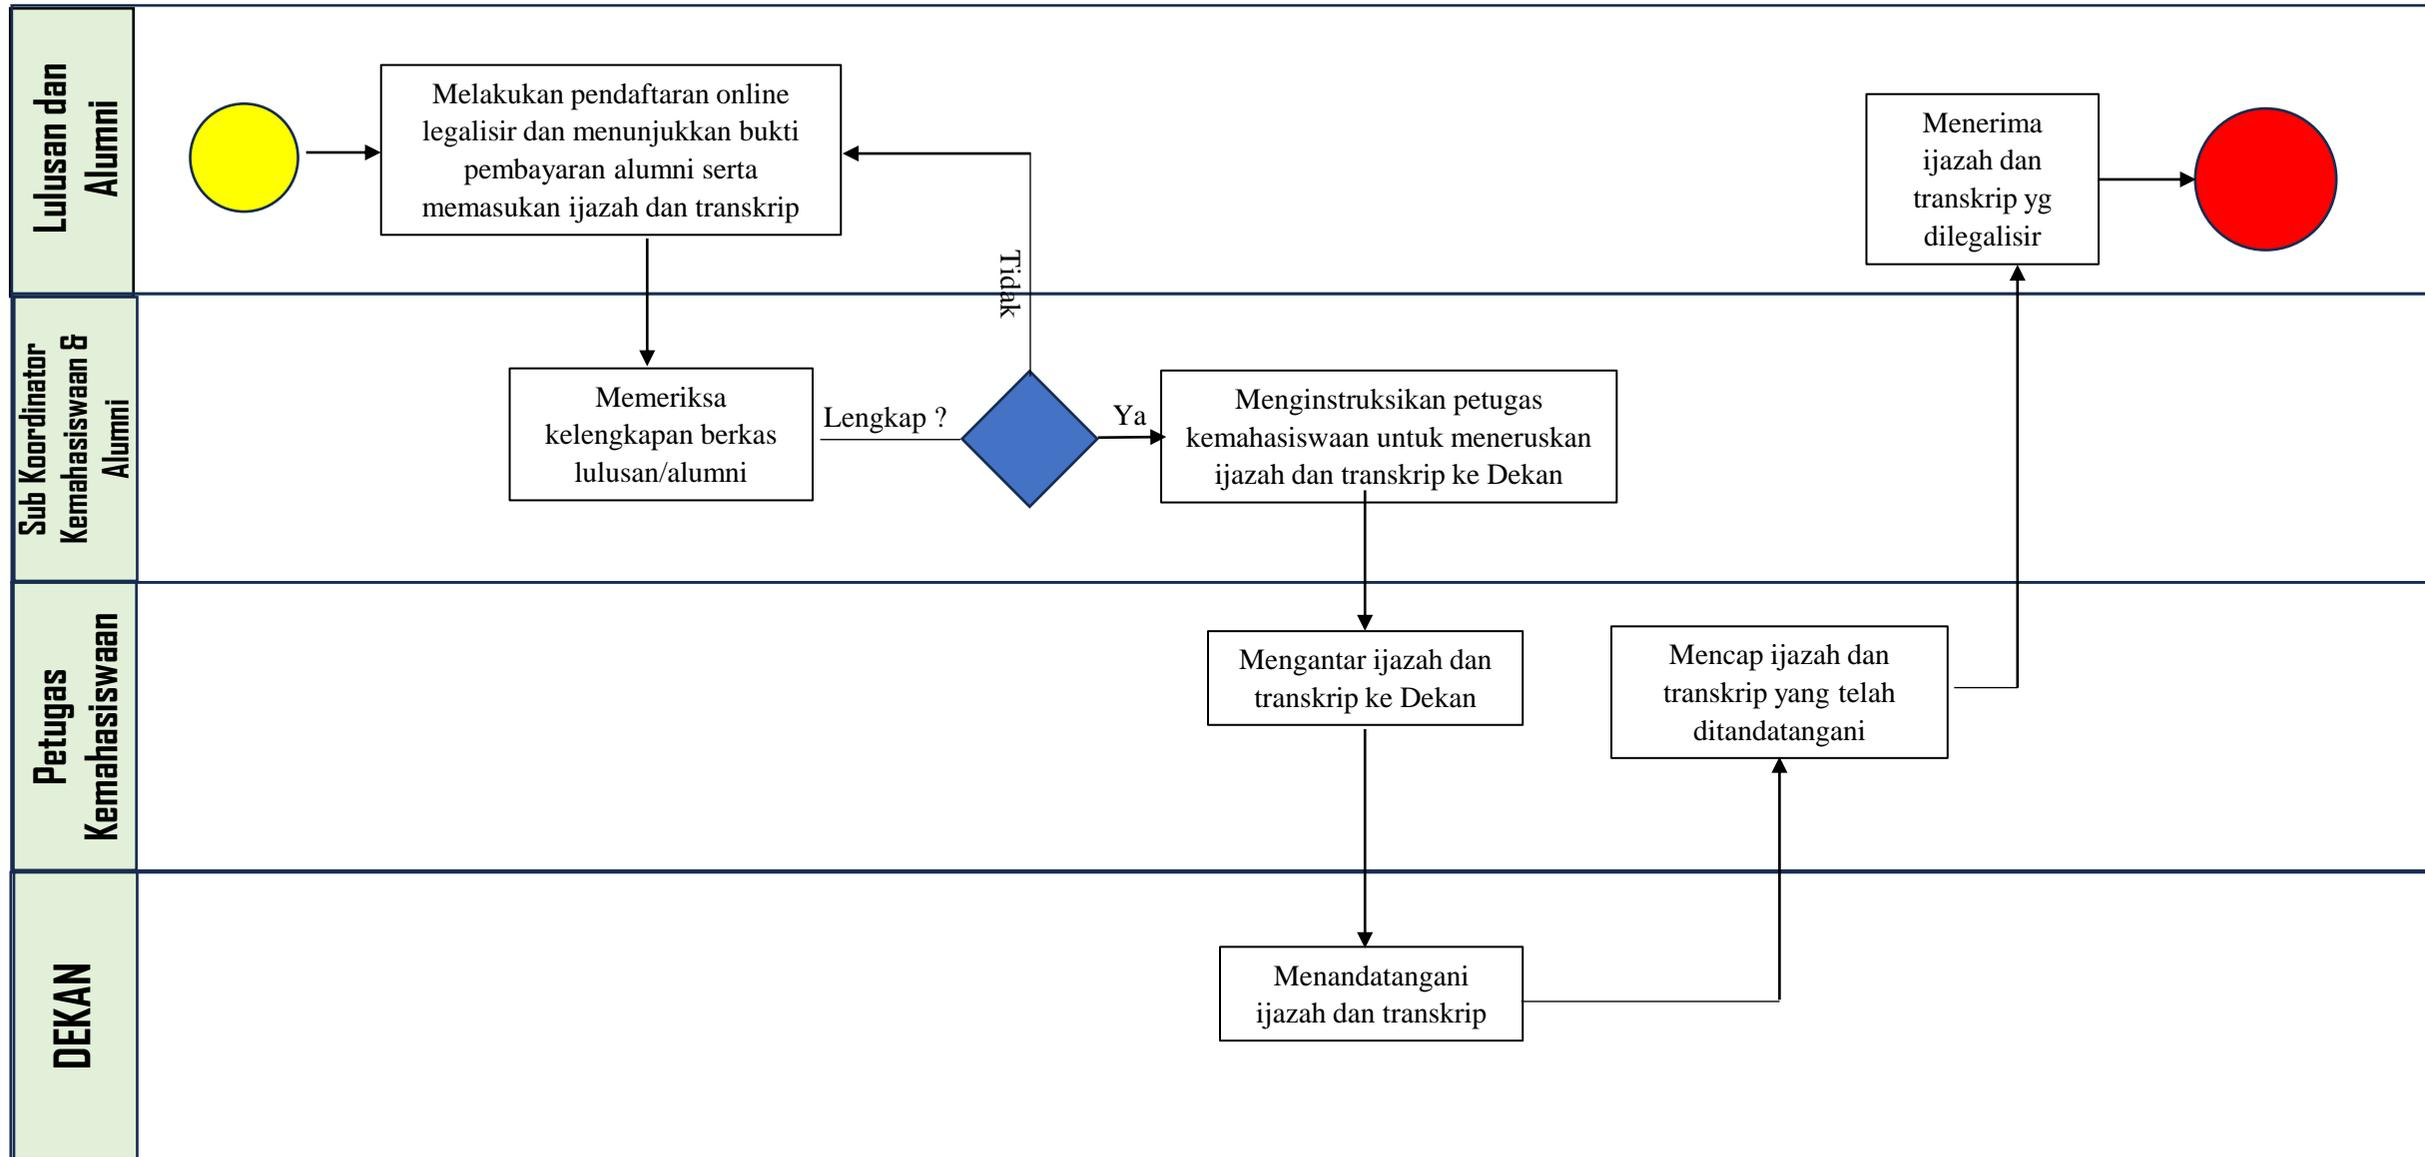 Lulusan dan
Alumni
Melakukan pendaftaran online
legalisir dan menunjukkan bukti
pembayaran alumni serta
memasukan ijazah dan transkrip
Menerima
ijazah dan
transkrip yg
dilegalisir
Tidak
Sub Koordinator
Kemahasiswaan &
Alumni
Memeriksa
kelengkapan berkas
lulusan/alumni
Lengkap ?
Ya
Menginstruksikan petugas
kemahasiswaan untuk meneruskan
ijazah dan transkrip ke Dekan
Petugas
Kemahasiswaan
Mengantar ijazah dan
transkrip ke Dekan
Mencap ijazah dan
transkrip yang telah
ditandatangani
DEKAN
Menandatangani
ijazah dan transkrip